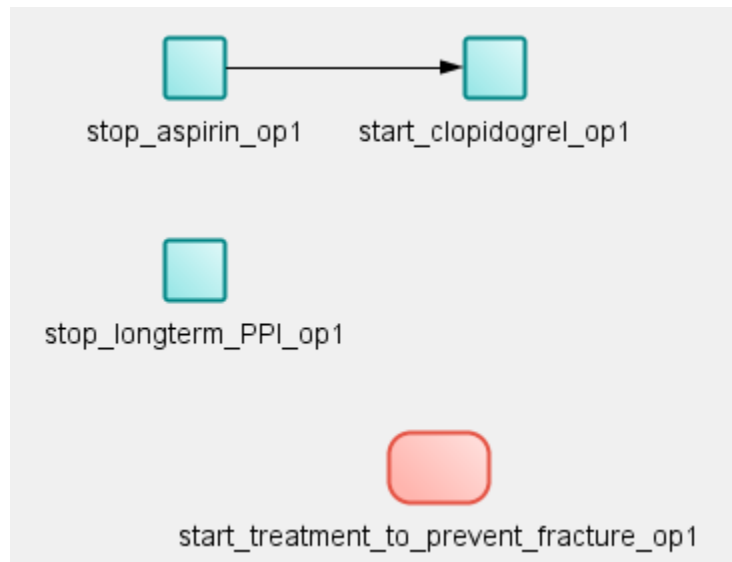 stop_aspirin_op1 start_clopidogrel_op1
stop_longterm_PPI_op1
start_treatment_to_prevent_fracture_op1